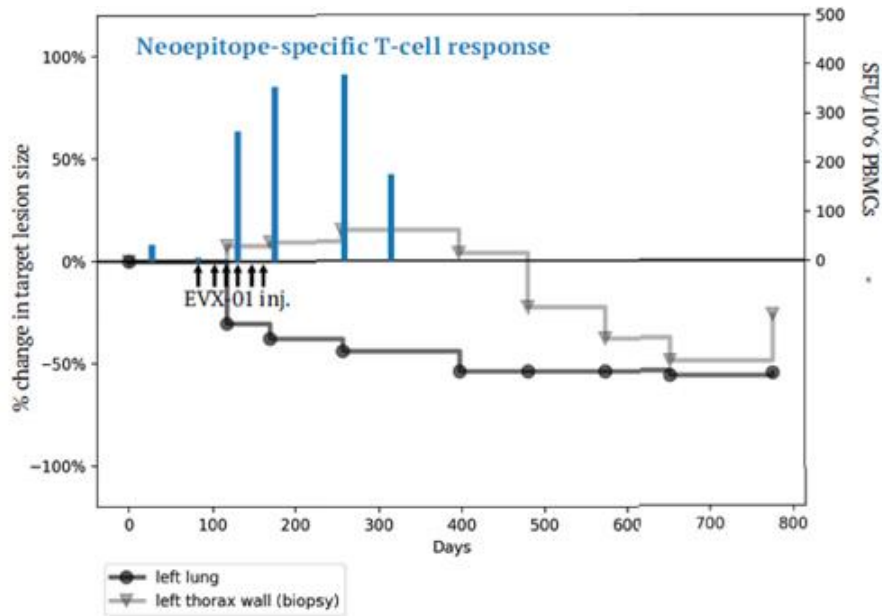 Neoepitope-specific T-cell response
% change in target lesion size
100%
50%
0%
−50%
−100%
500
400
300
200
100
0
SFU/10^6 PBMCs
EVX-01 inj.
0 100 200 300 400 500 600 700 800
Days
left lung
left thorax wall (biopsy)